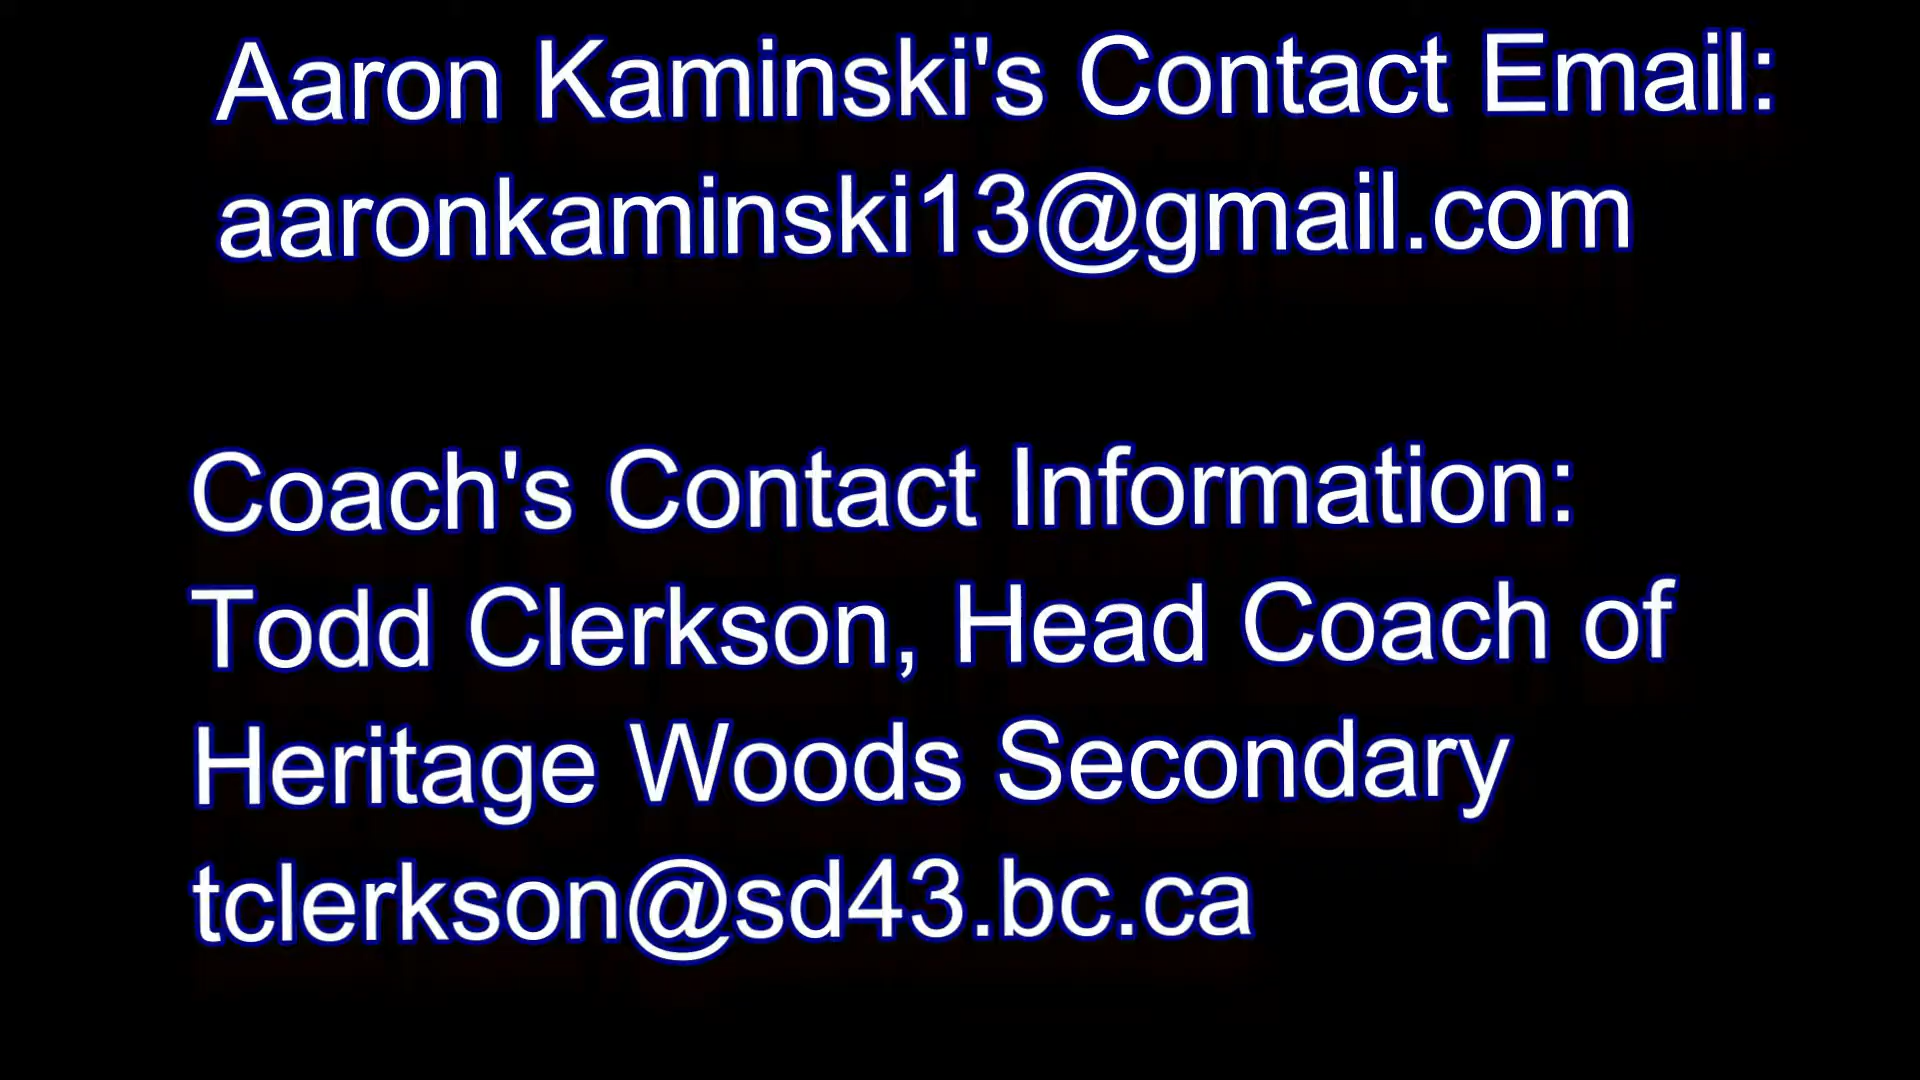 Aaron Kaminski's Contact Email:
aaronkaminski13@gmail.com
Coach's Contact Information:
Todd Clerkson, Head Coach of
Heritage Woods Secondary
tclerkson@sd43.bc.ca